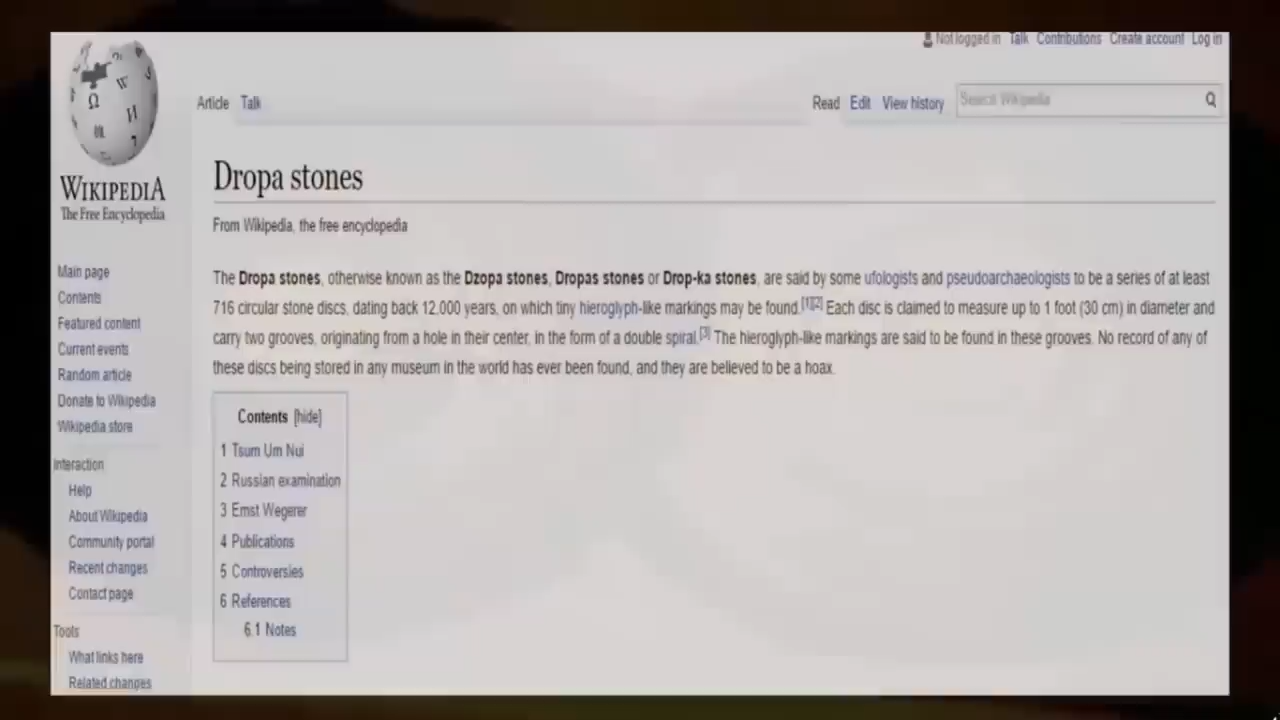 Not logged in Talk Contributions Create account Log in
Article Talk
Read Edit View history Search Wikipedia
WIKIPEDIA
The Free Encyclopedia
Dropa stones
From Wikipedia, the free encyclopedia
The Dropa stones, otherwise known as the Dzopa stones, Dropas stones or Drop-ka stones, are said by some ufologists and pseudoarchaeologists to be a series of at least
716 circular stone discs, dating back 12,000 years, on which tiny hieroglyph-like markings may be found.[1][2] Each disc is claimed to measure up to 1 foot (30 cm) in diameter and
carry two grooves, originating from a hole in their center, in the form of a double spiral.[3] The hieroglyph-like markings are said to be found in these grooves. No record of any of
these discs being stored in any museum in the world has ever been found, and they are believed to be a hoax.
Main page
Contents
Featured content
Current events
Random article
Donate to Wikipedia
Wikipedia store
Interaction
Help
About Wikipedia
Community portal
Recent changes
Contact page
Tools
What links here
Related changes
Contents [hide]
1 Tsum Um Nui
2 Russian examination
3 Ernst Wegerer
4 Publications
5 Controversies
6 References
6.1 Notes